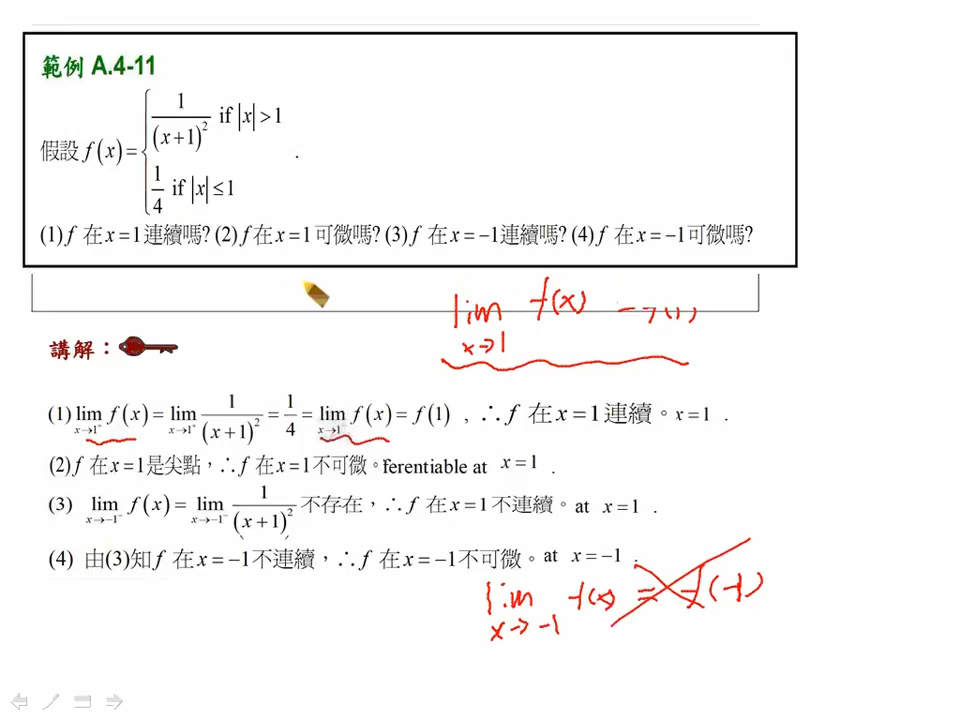 範例 A.4-11
假設 f(x) = { 1/(x+1)² if |x| > 1
1/4 if |x| ≤ 1 .
(1) f 在 x = 1 連續嗎? (2) f 在 x = 1 可微嗎? (3) f 在 x = −1 連續嗎? (4) f 在 x = −1 可微嗎?
lim x→1 f(x)
講解：
(1) lim x→1⁺ f(x) = lim x→1⁺ 1/(x+1)² = 1/4 = lim x→1⁻ f(x) = f(1) , ∴ f 在 x = 1 連續。 x = 1 .
(2) f 在 x = 1 是尖點，∴ f 在 x = 1 不可微。 ferentiable at x = 1 .
(3) lim x→−1⁻ f(x) = lim x→−1⁻ 1/(x+1)² 不存在，∴ f 在 x = 1 不連續。 at x = 1 .
(4) 由(3)知 f 在 x = −1 不連續，∴ f 在 x = −1 不可微。 at x = −1 .
lim x→−1 f(x) = f(−1)